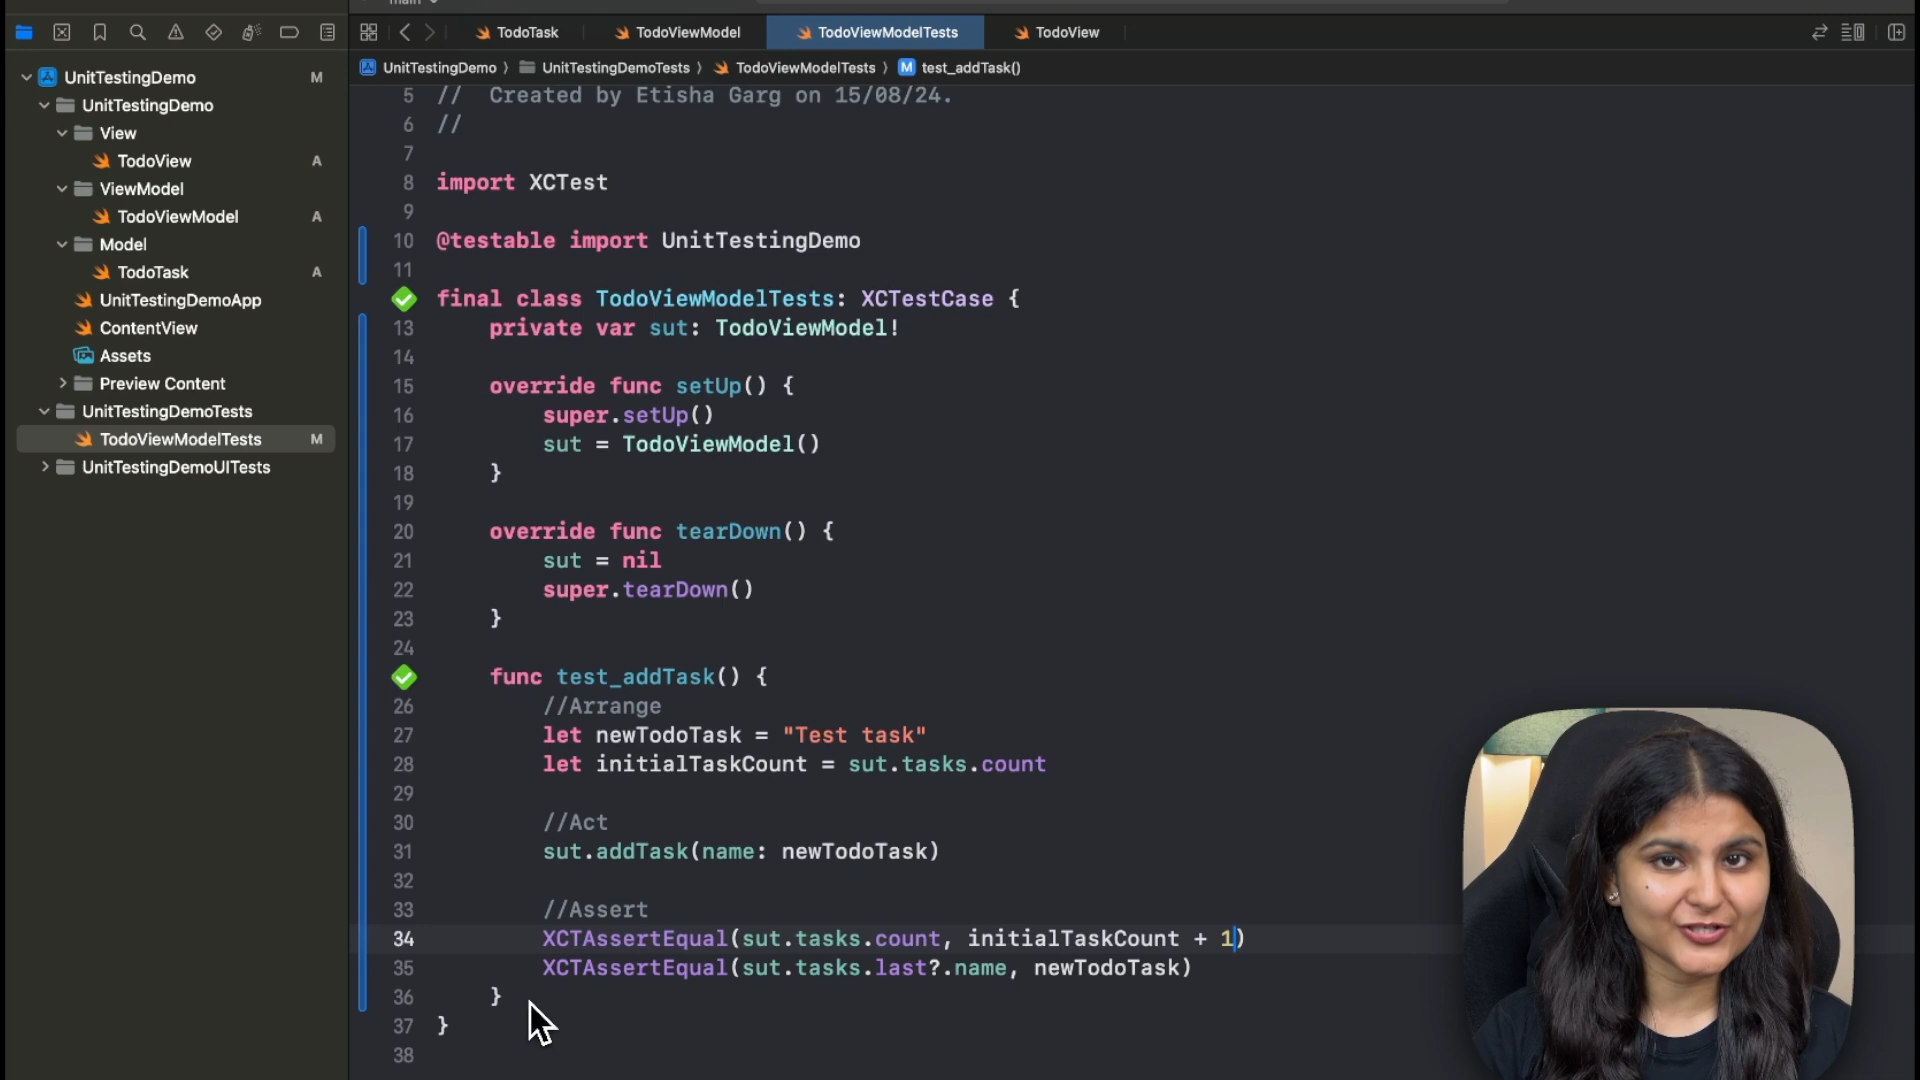 main
TodoTask
TodoViewModel
TodoViewModelTests
TodoView
UnitTestingDemo
M
UnitTestingDemo
View
TodoView
A
ViewModel
TodoViewModel
A
Model
TodoTask
A
UnitTestingDemoApp
ContentView
Assets
Preview Content
UnitTestingDemoTests
TodoViewModelTests
M
UnitTestingDemoUITests
UnitTestingDemo 〉 UnitTestingDemoTests 〉 TodoViewModelTests 〉 M test_addTask()
5 //  Created by Etisha Garg on 15/08/24.
6 //
7
8 import XCTest
9
10 @testable import UnitTestingDemo
11
final class TodoViewModelTests: XCTestCase {
13     private var sut: TodoViewModel!
14
15     override func setUp() {
16         super.setUp()
17         sut = TodoViewModel()
18     }
19
20     override func tearDown() {
21         sut = nil
22         super.tearDown()
23     }
24
    func test_addTask() {
26         //Arrange
27         let newTodoTask = "Test task"
28         let initialTaskCount = sut.tasks.count
29
30         //Act
31         sut.addTask(name: newTodoTask)
32
33         //Assert
34         XCTAssertEqual(sut.tasks.count, initialTaskCount + 1)
35         XCTAssertEqual(sut.tasks.last?.name, newTodoTask)
36     }
37 }
38